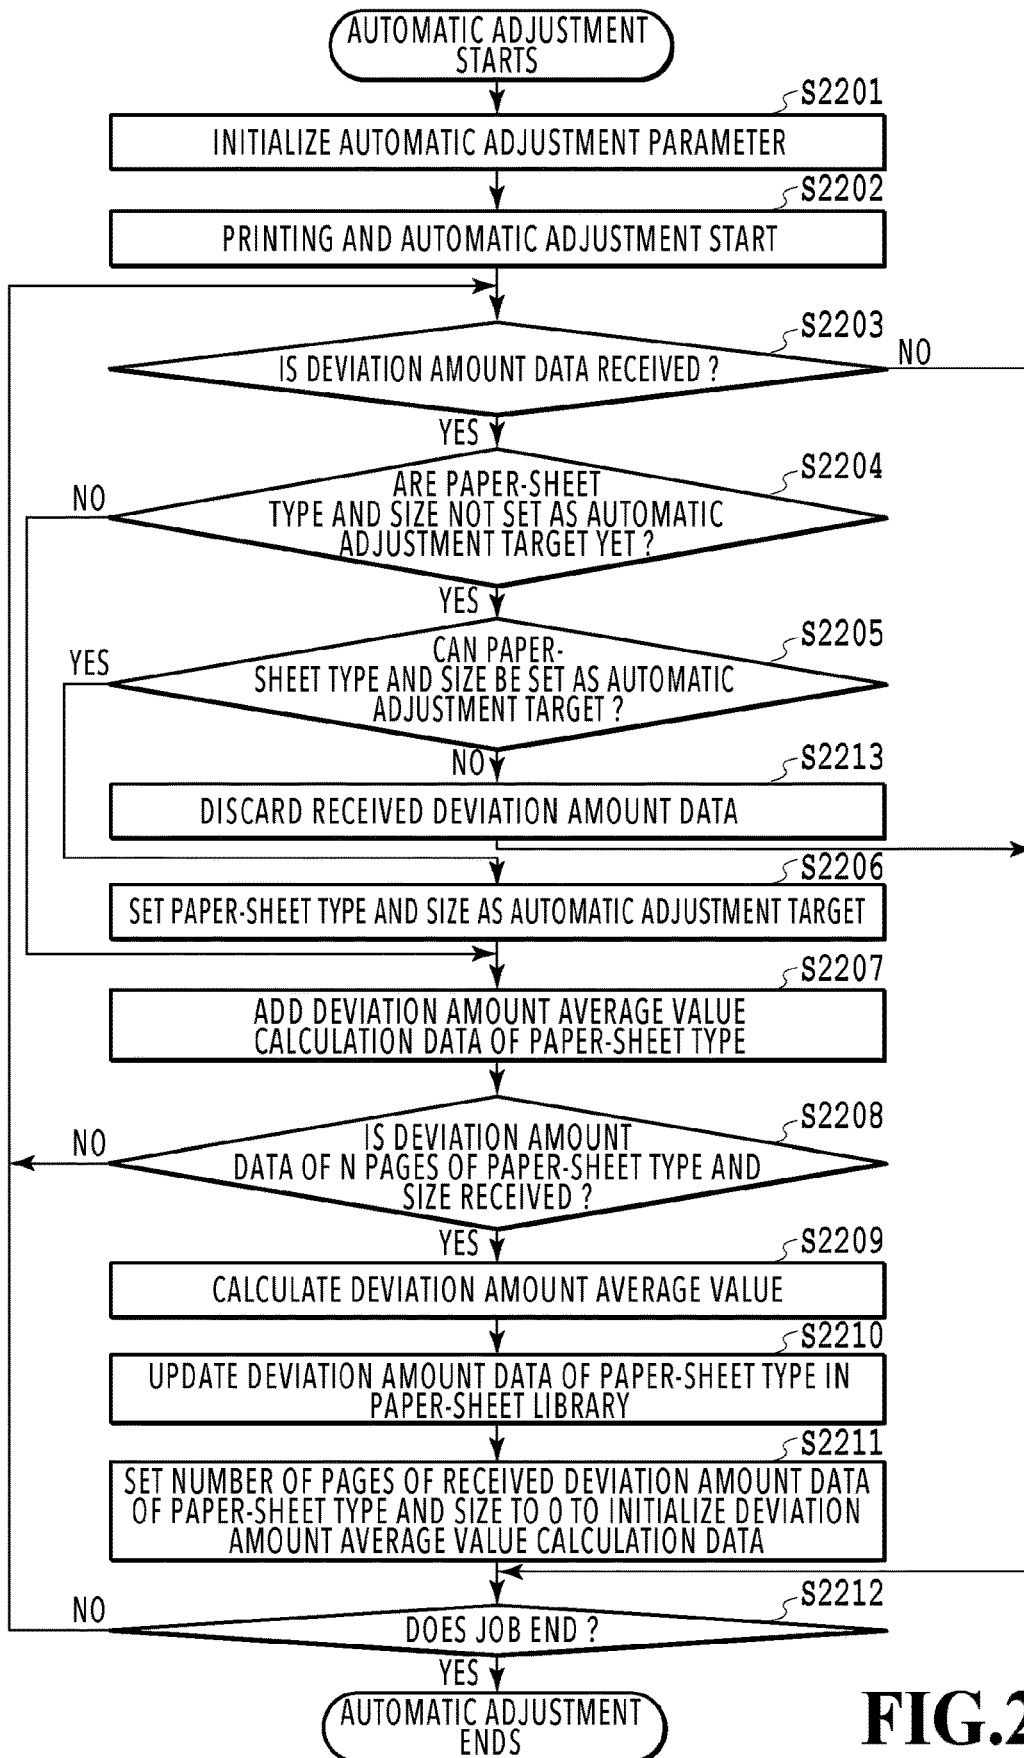 AUTOMATIC ADJUSTMENT
STARTS
S2201
INITIALIZE AUTOMATIC ADJUSTMENT PARAMETER
S2202
PRINTING AND AUTOMATIC ADJUSTMENT START
S2203
IS DEVIATION AMOUNT DATA RECEIVED ?
NO
YES
S2204
ARE PAPER-SHEET
TYPE AND SIZE NOT SET AS AUTOMATIC
ADJUSTMENT TARGET YET ?
NO
YES
S2205
CAN PAPER-
SHEET TYPE AND SIZE BE SET AS AUTOMATIC
ADJUSTMENT TARGET ?
YES
NO
S2213
DISCARD RECEIVED DEVIATION AMOUNT DATA
S2206
SET PAPER-SHEET TYPE AND SIZE AS AUTOMATIC ADJUSTMENT TARGET
S2207
ADD DEVIATION AMOUNT AVERAGE VALUE
CALCULATION DATA OF PAPER-SHEET TYPE
S2208
IS DEVIATION AMOUNT
DATA OF N PAGES OF PAPER-SHEET TYPE AND
SIZE RECEIVED ?
NO
YES
S2209
CALCULATE DEVIATION AMOUNT AVERAGE VALUE
S2210
UPDATE DEVIATION AMOUNT DATA OF PAPER-SHEET TYPE IN
PAPER-SHEET LIBRARY
S2211
SET NUMBER OF PAGES OF RECEIVED DEVIATION AMOUNT DATA
OF PAPER-SHEET TYPE AND SIZE TO 0 TO INITIALIZE DEVIATION
AMOUNT AVERAGE VALUE CALCULATION DATA
S2212
DOES JOB END ?
NO
YES
AUTOMATIC ADJUSTMENT
ENDS
FIG.2